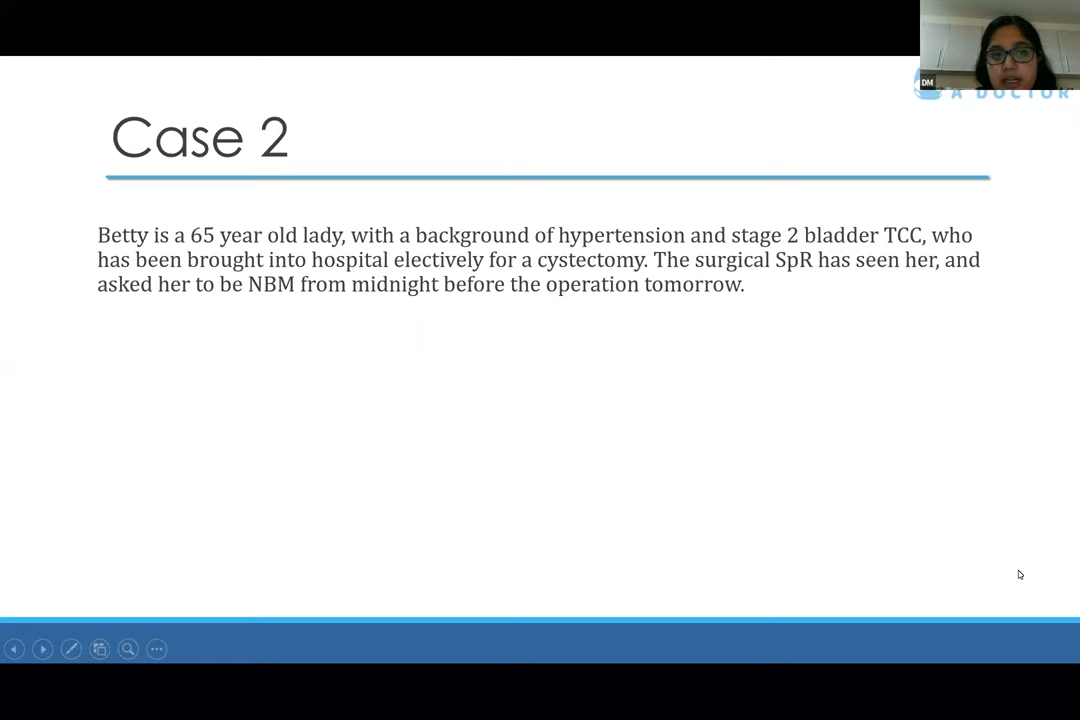 DM
A DOCTOR
Case 2
Betty is a 65 year old lady, with a background of hypertension and stage 2 bladder TCC, who
has been brought into hospital electively for a cystectomy. The surgical SpR has seen her, and
asked her to be NBM from midnight before the operation tomorrow.